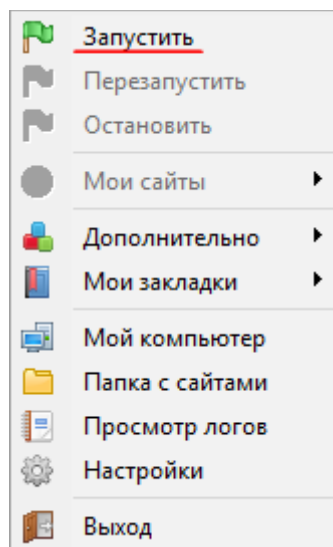 Запустить
Перезапустить
Остановить
Мои сайты
Дополнительно
Мои закладки
Мой компьютер
Папка с сайтами
Просмотр логов
Настройки
Выход